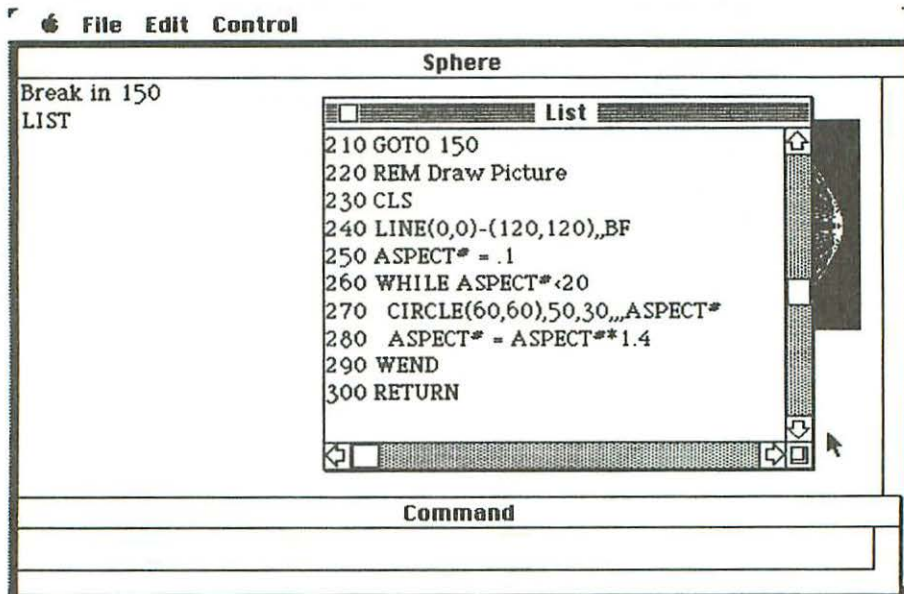 File Edit Control
Sphere
Break in 150
LIST
List
210 GOTO 150
220 REM Draw Picture
230 CLS
240 LINE(0,0)-(120,120),,BF
250 ASPECT# = .1
260 WHILE ASPECT#<20
270   CIRCLE(60,60),50,30,,,ASPECT#
280   ASPECT# = ASPECT#*1.4
290 WEND
300 RETURN
Command